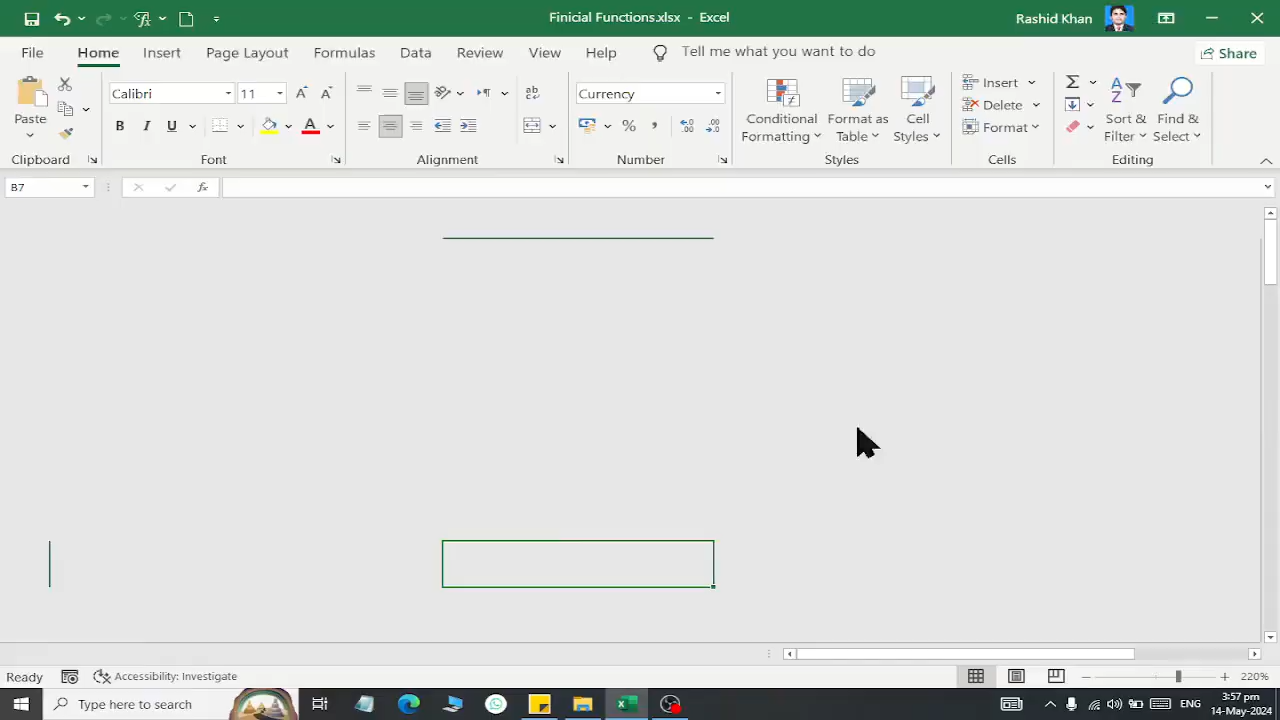 Finicial Functions.xlsx - Excel
Rashid Khan
File Home Insert Page Layout Formulas Data Review View Help Tell me what you want to do Share
Calibri 11
Currency
Paste
B I U A
ab
%
Conditional Formatting
Format as Table
Cell Styles
Insert
Delete
Format
Sort & Filter
Find & Select
Clipboard Font Alignment Number Styles Cells Editing
B7 fx
Ready Accessibility: Investigate 220%
Type here to search
ENG
3:57 pm
14-May-2024